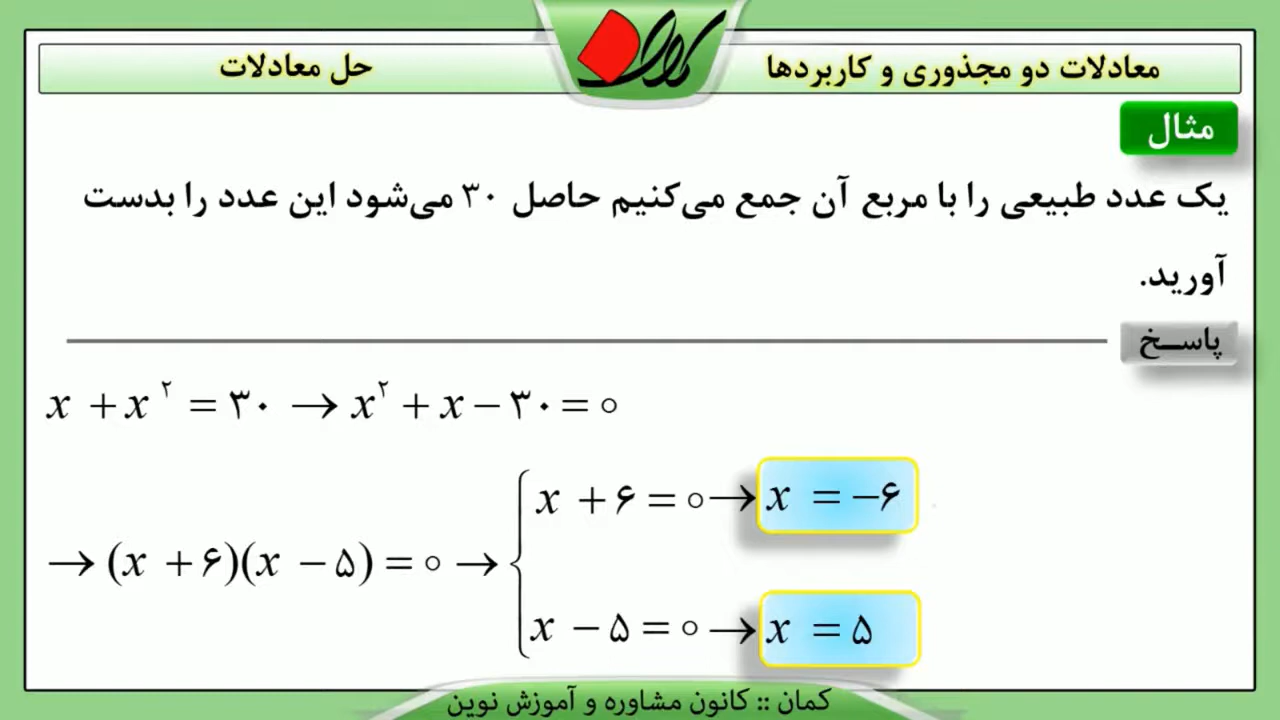 معادلات دو مجذوری و کاربردها
کمان
حل معادلات
مثال
یک عدد طبیعی را با مربع آن جمع می‌کنیم حاصل ۳۰ می‌شود این عدد را بدست
آورید.
پاسـخ
x + x² = ۳۰ → x² + x − ۳۰ = ۰
→ (x + ۶)(x − ۵) = ۰ →
x + ۶ = ۰ → x = −۶
x − ۵ = ۰ → x = ۵
کمان :: کانون مشاوره و آموزش نوین